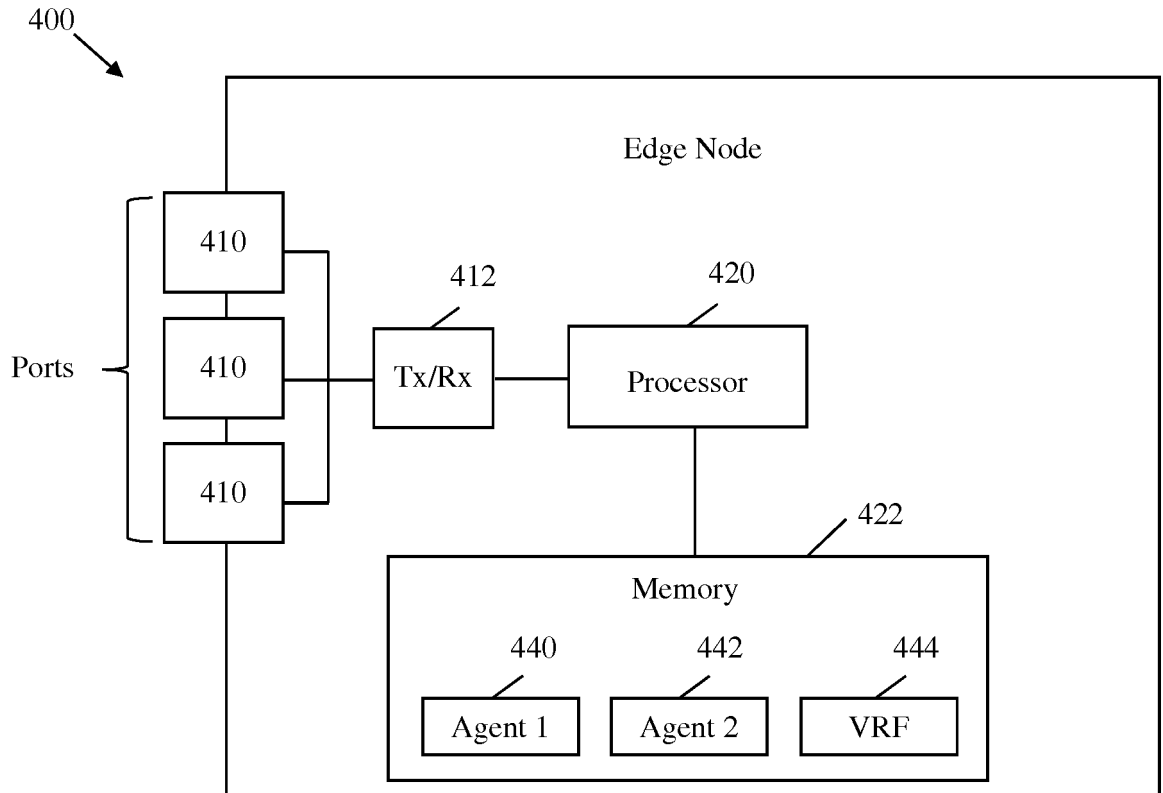 400
Edge Node
410
412
420
Ports
410
Tx/Rx
Processor
410
422
Memory
440
442
444
Agent 1
Agent 2
VRF